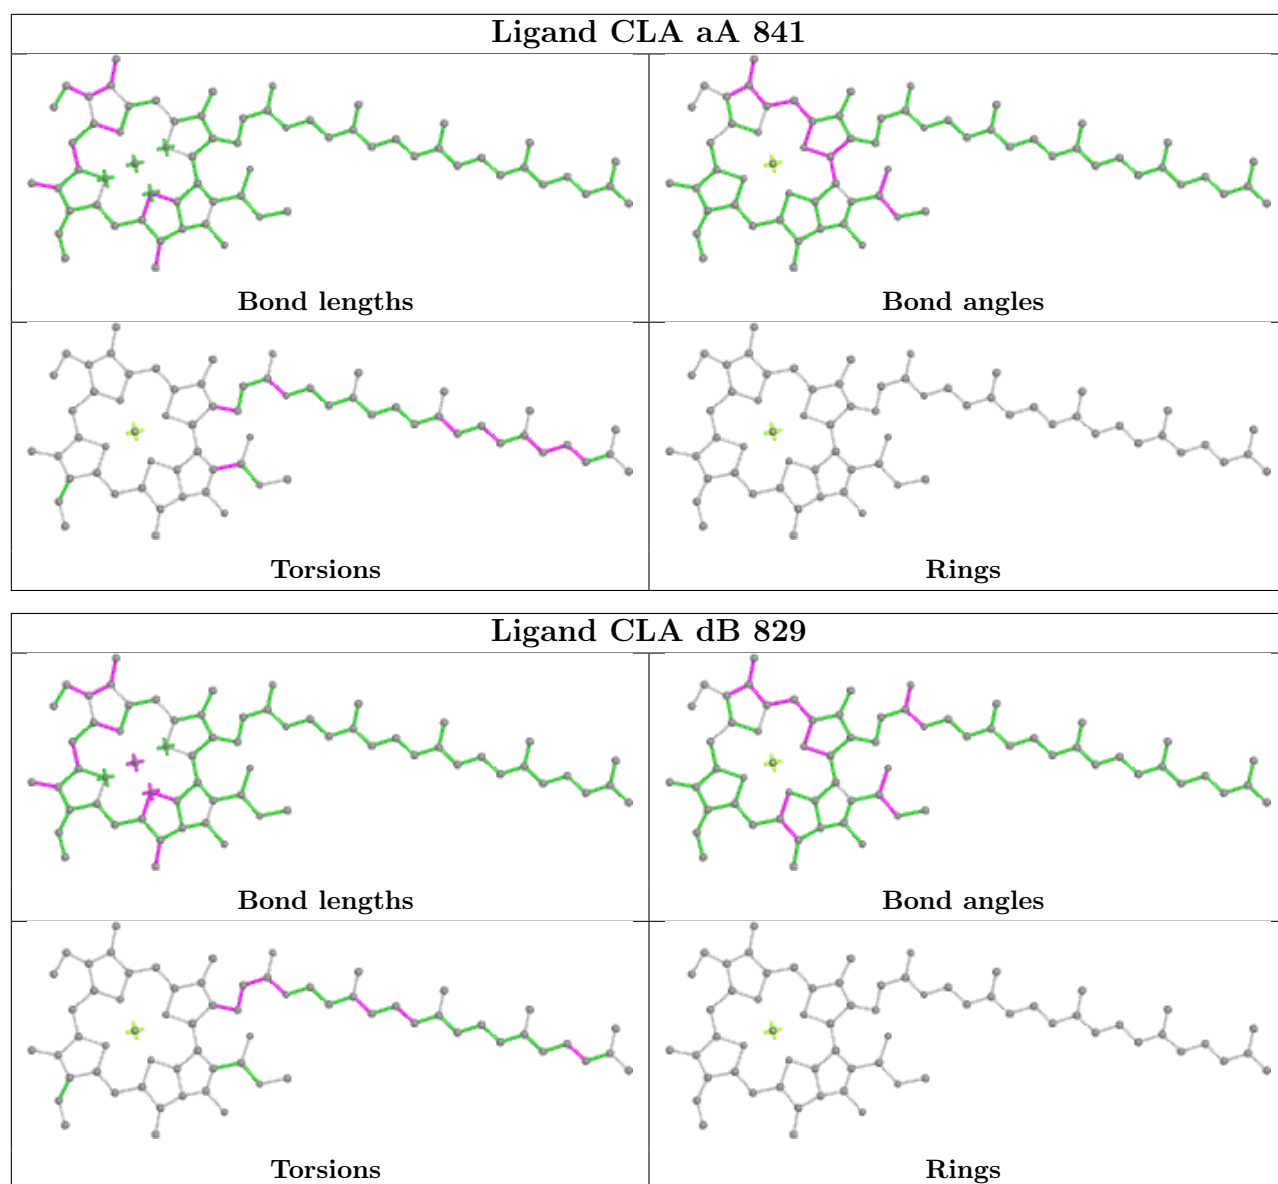 Ligand CLA aA 841
Bond lengths
Bond angles
Torsions
Rings
Ligand CLA dB 829
Bond lengths
Bond angles
Torsions
Rings